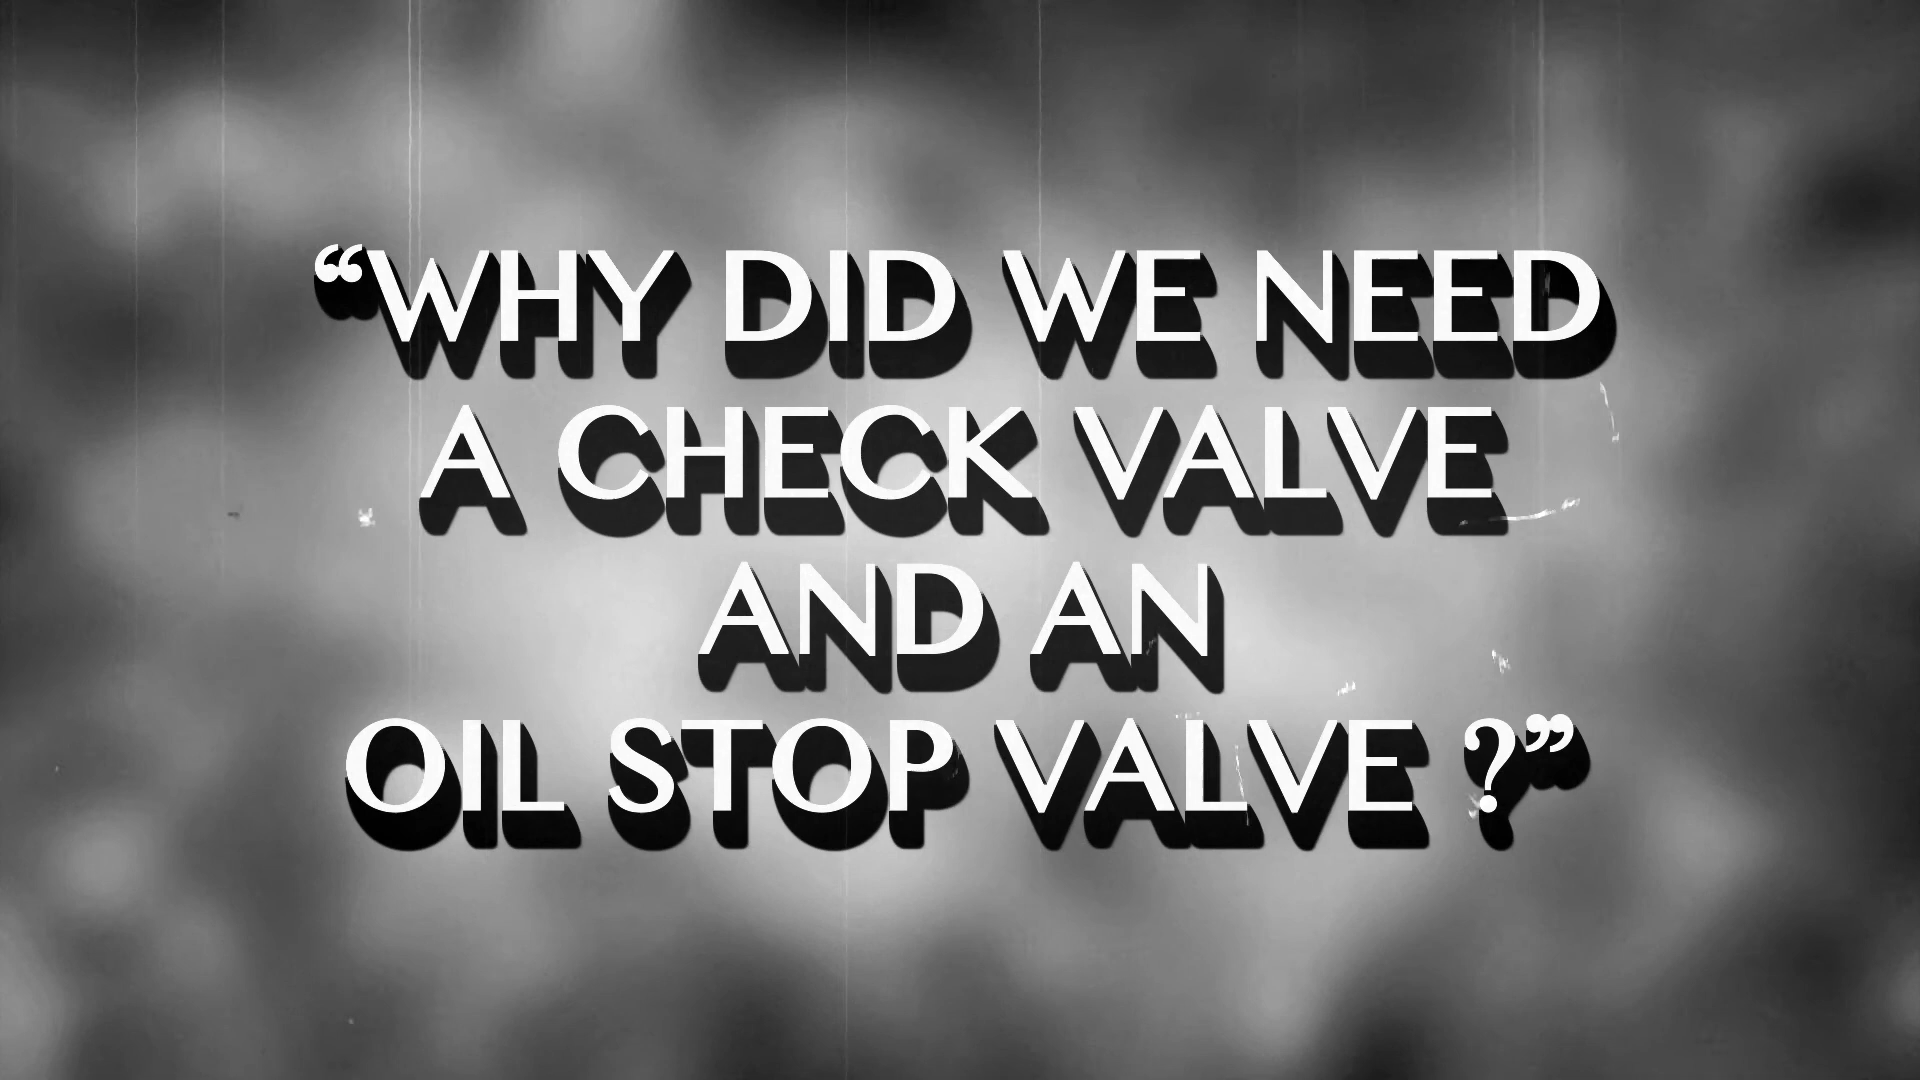 “WHY DID WE NEED
A CHECK VALVE
AND AN
OIL STOP VALVE ?”